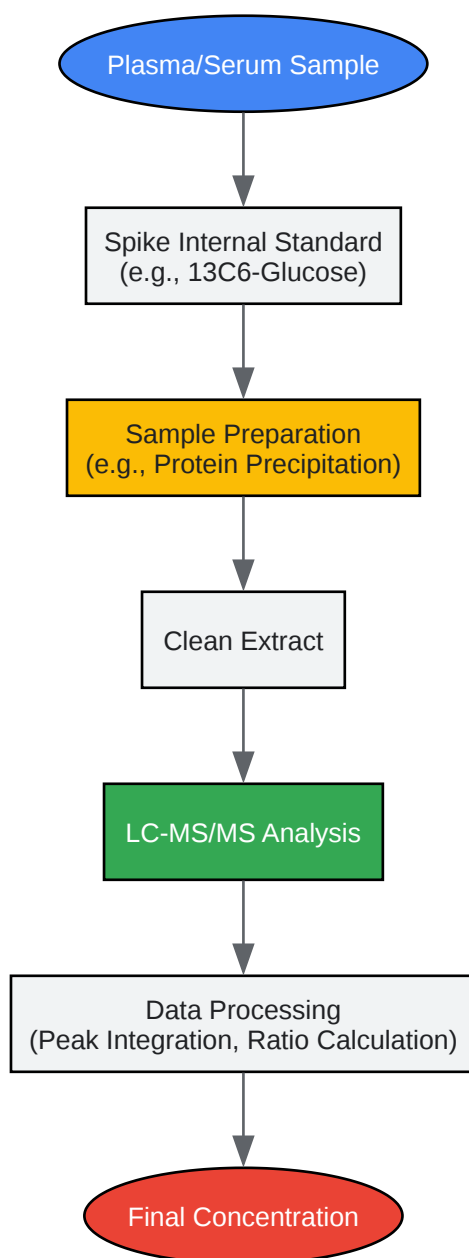 Plasma/Serum Sample
Spike Internal Standard
(e.g., 13C6-Glucose)
Sample Preparation
(e.g., Protein Precipitation)
Clean Extract
LC-MS/MS Analysis
Data Processing
(Peak Integration, Ratio Calculation)
Final Concentration